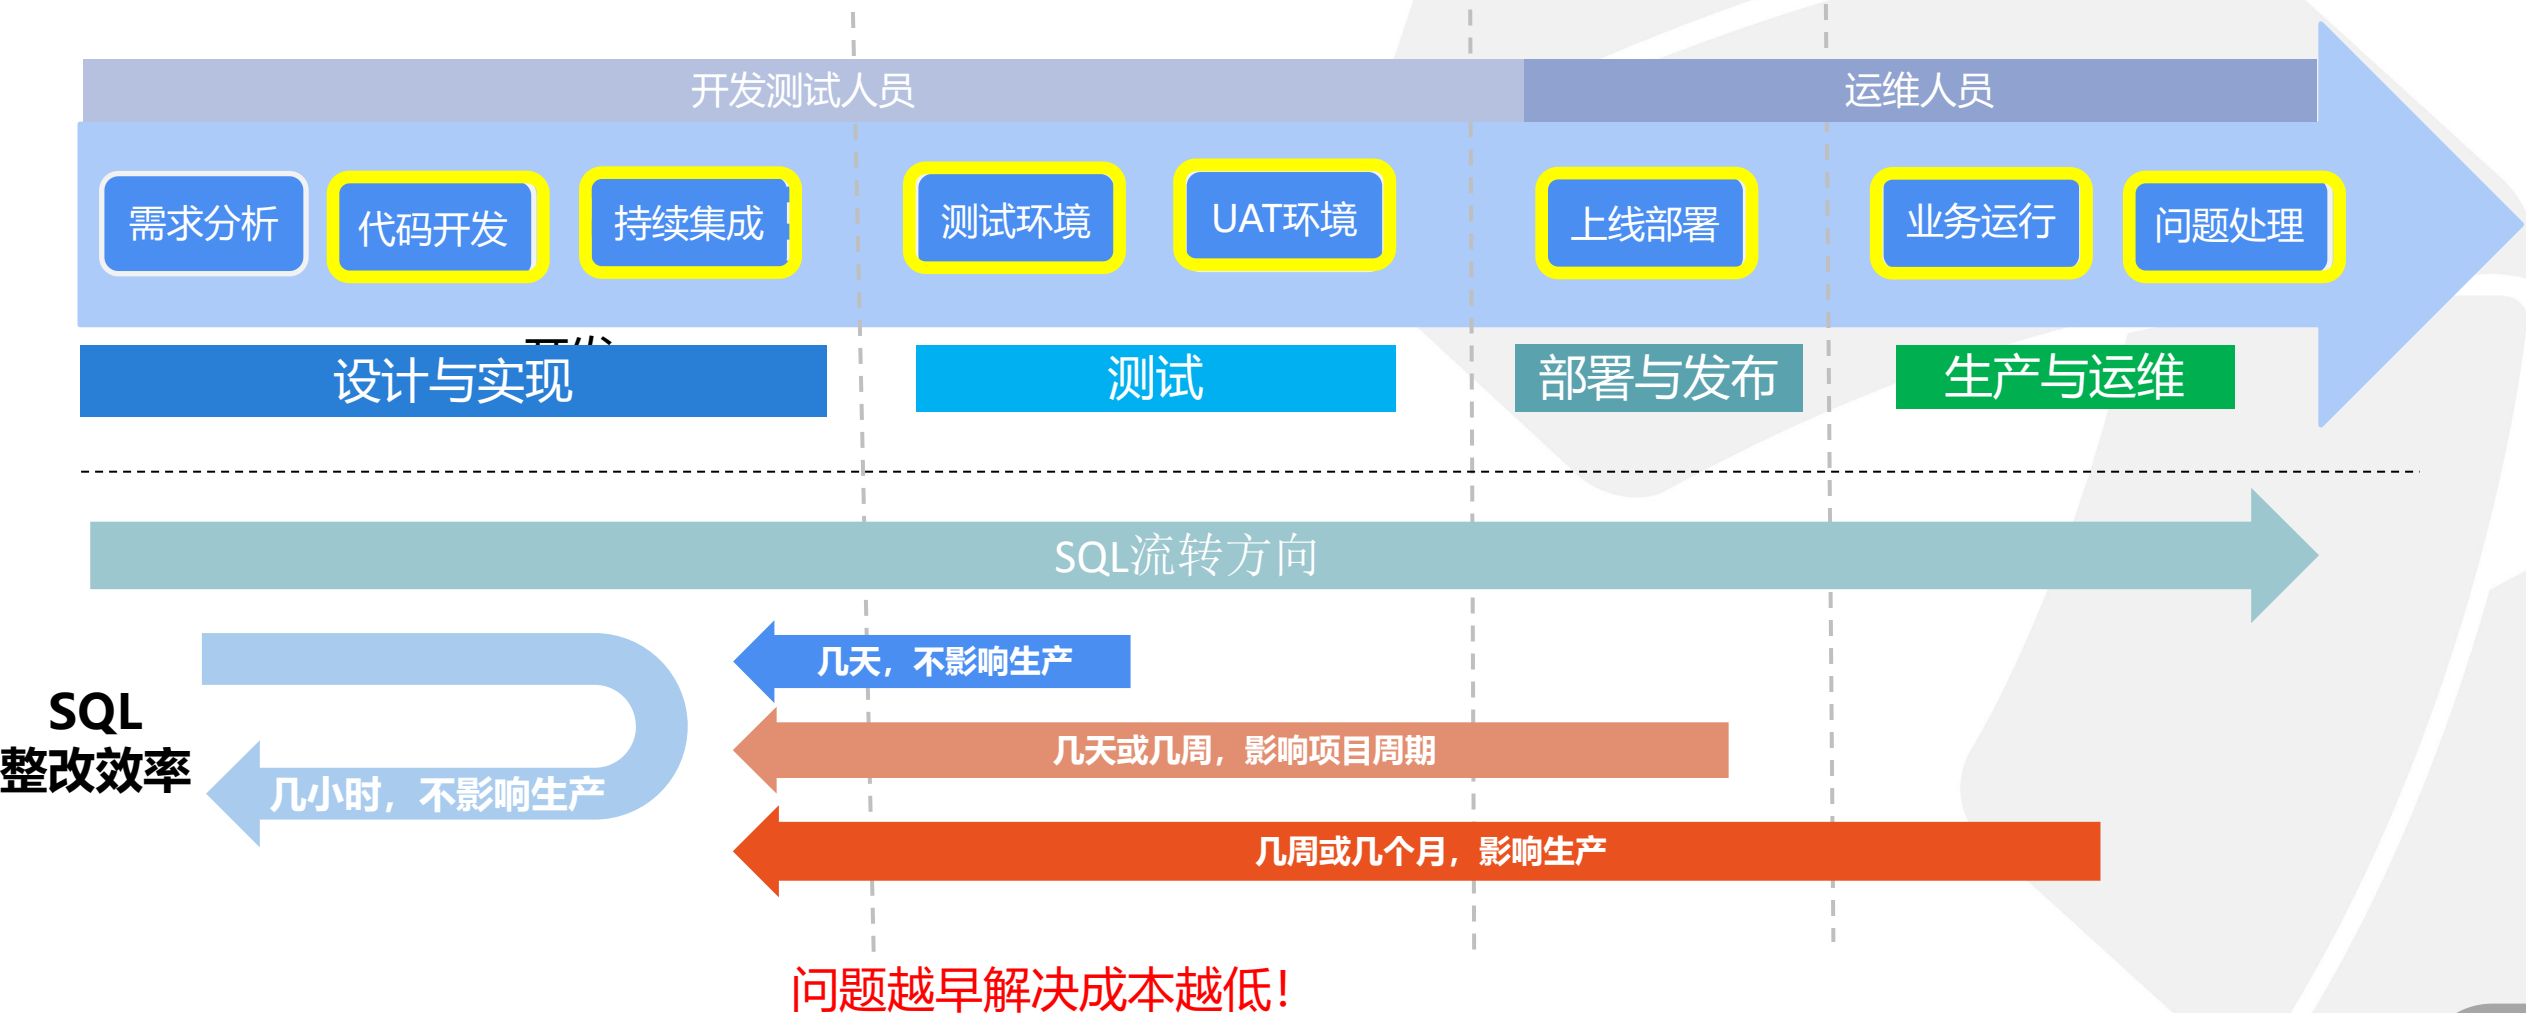 开发测试人员
运维人员
需求分析
代码开发
持续集成
测试环境
UAT环境
上线部署
业务运行
问题处理
开发
设计与实现
测试
部署与发布
生产与运维
SQL流转方向
几天，不影响生产
SQL
整改效率
几天或几周，影响项目周期
几小时，不影响生产
几周或几个月，影响生产
问题越早解决成本越低！